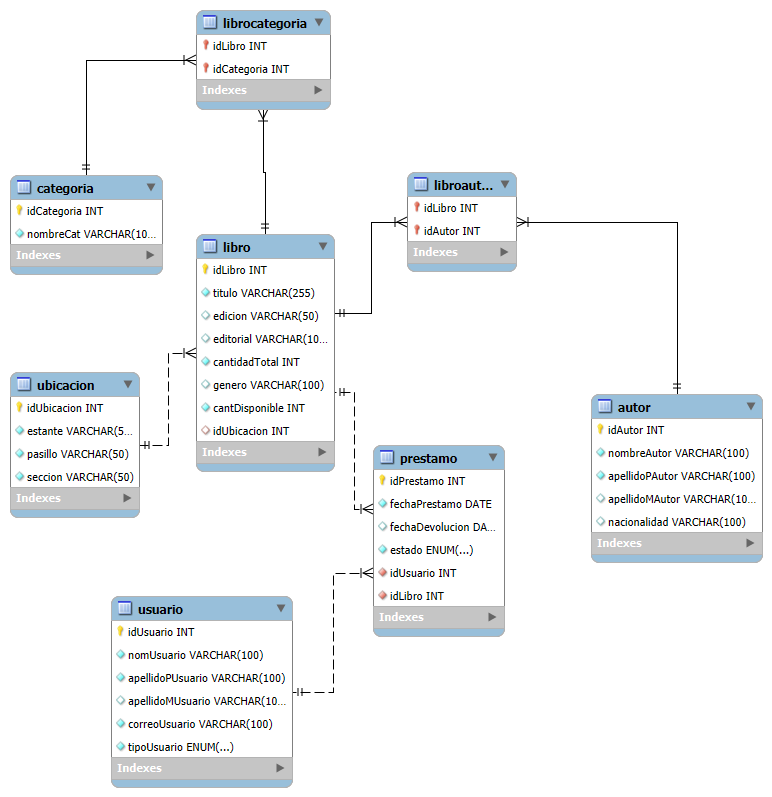 librocategoria
idLibro INT
idCategoria INT
Indexes
categoria
idCategoria INT
nombreCat VARCHAR(10...
Indexes
libroaut...
idLibro INT
idAutor INT
Indexes
libro
idLibro INT
titulo VARCHAR(255)
edicion VARCHAR(50)
editorial VARCHAR(10...
cantidadTotal INT
genero VARCHAR(100)
cantDisponible INT
idUbicacion INT
Indexes
ubicacion
idUbicacion INT
estante VARCHAR(5...
pasillo VARCHAR(50)
seccion VARCHAR(50)
Indexes
autor
idAutor INT
nombreAutor VARCHAR(100)
apellidoPAutor VARCHAR(100)
apellidoMAutor VARCHAR(10...
nacionalidad VARCHAR(100)
Indexes
prestamo
idPrestamo INT
fechaPrestamo DATE
fechaDevolucion DA...
estado ENUM(...)
idUsuario INT
idLibro INT
Indexes
usuario
idUsuario INT
nomUsuario VARCHAR(100)
apellidoPUsuario VARCHAR(100)
apellidoMUsuario VARCHAR(10...
correoUsuario VARCHAR(100)
tipoUsuario ENUM(...)
Indexes